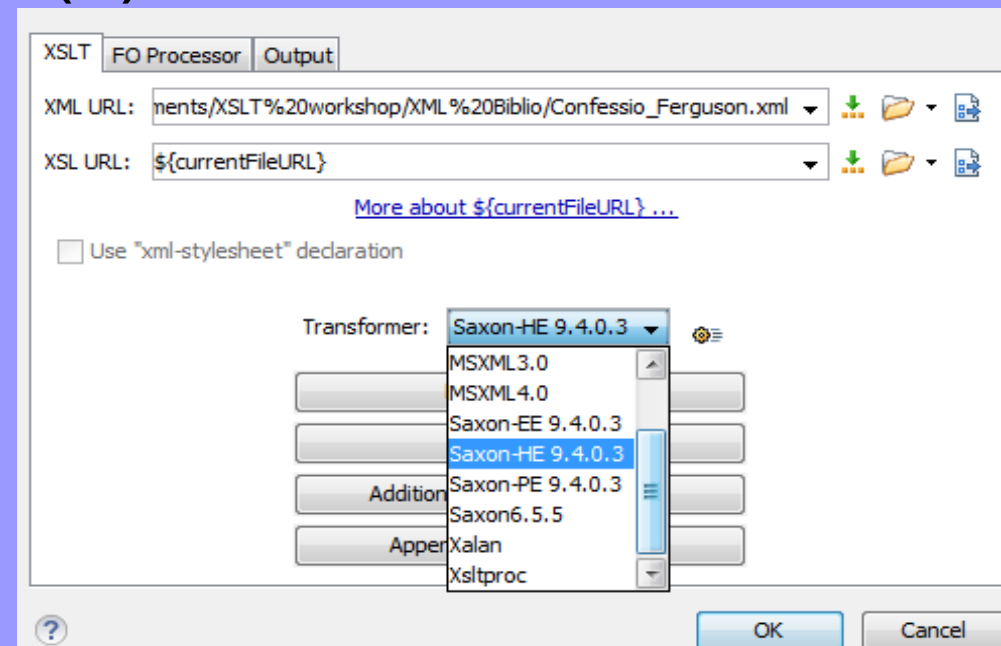 XSLT FO Processor Output
XML URL: ments/XSLT%20workshop/XML%20Biblio/Confessio_Ferguson.xml
XSL URL: ${currentFileURL}
More about ${currentFileURL} ...
Use "xml-stylesheet" declaration
Transformer: Saxon-HE 9.4.0.3
MSXML3.0
MSXML4.0
Saxon-EE 9.4.0.3
Saxon-HE 9.4.0.3
Addition Saxon-PE 9.4.0.3
Saxon6.5.5
Apper Xalan
Xsltproc
OK Cancel